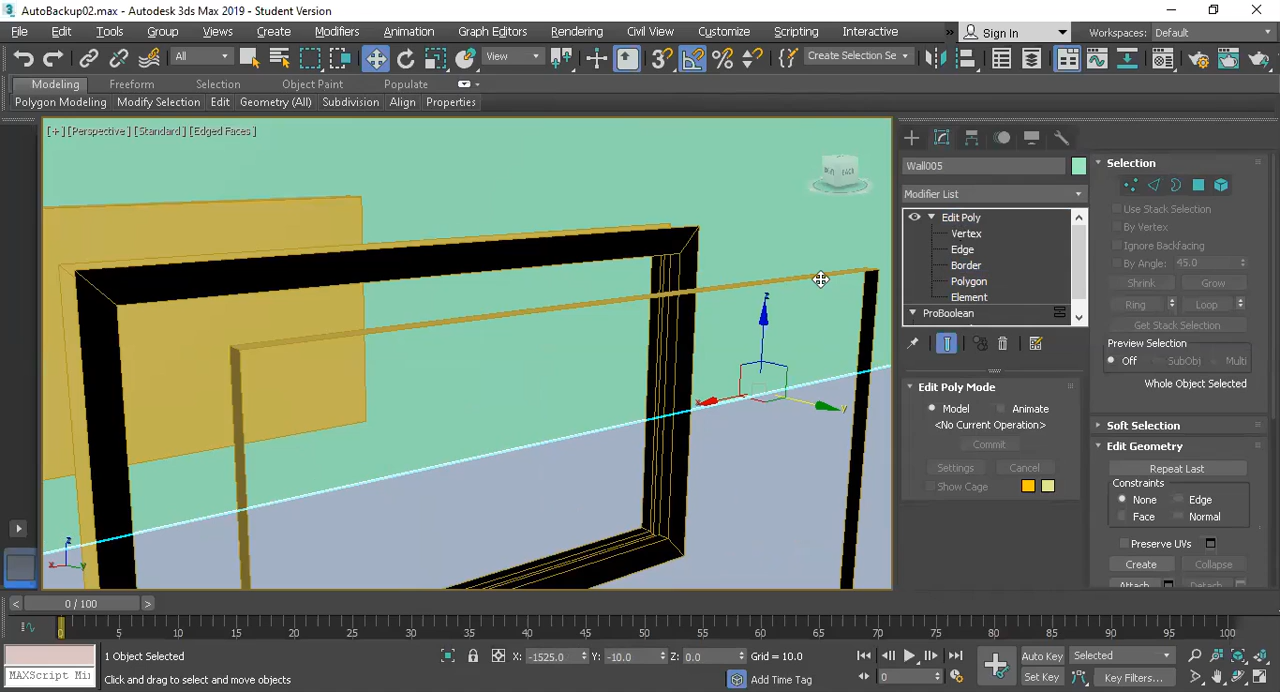 AutoBackup02.max - Autodesk 3ds Max 2019 - Student Version
File Edit Tools Group Views Create Modifiers Animation Graph Editors Rendering Civil View Customize Scripting Interactive » Sign In Workspaces: Default
All View Create Selection Se
Modeling Freeform Selection Object Paint Populate
Polygon Modeling Modify Selection Edit Geometry (All) Subdivision Align Properties
[+] [Perspective] [Standard] [Edged Faces]
Wall005
Modifier List
Edit Poly
Vertex
Edge
Border
Polygon
Element
ProBoolean
Edit Poly Mode
Model Animate
<No Current Operation>
Commit
Settings Cancel
Show Cage
Selection
Use Stack Selection
By Vertex
Ignore Backfacing
By Angle: 45.0
Shrink Grow
Ring Loop
Get Stack Selection
Preview Selection
Off SubObj Multi
Whole Object Selected
Soft Selection
Edit Geometry
Repeat Last
Constraints
None Edge
Face Normal
Preserve UVs
Create Collapse
Attach Detach
x y z
x y z
< 0 / 100 >
0 5 10 15 20 25 30 35 40 45 50 55 60 65 70 75 80 85 90 95 100
1 Object Selected X: -1525.0 Y: -10.0 Z: 0.0 Grid = 10.0 Auto Key Selected
MAXScript Mi Click and drag to select and move objects Add Time Tag 0 Set Key Key Filters...